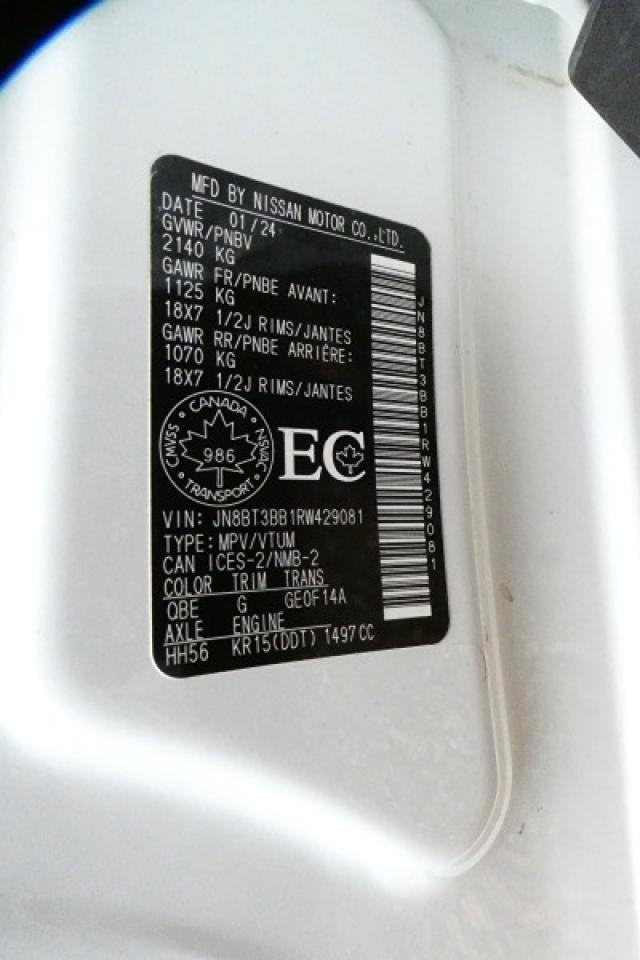 MFD BY NISSAN MOTOR CO.,LTD.
DATE 01/24
GVWR/PNBV
2140 KG
GAWR FR/PNBE AVANT:
1125 KG
18X7 1/2J RIMS/JANTES
GAWR RR/PNBE ARRIÈRE:
1070 KG
18X7 1/2J RIMS/JANTES
CANADA
CMVSS 986 NSVAC
TRANSPORT
EC
VIN: JN8BT3BB1RW429081
TYPE: MPV/VTUM
CAN ICES-2/NMB-2
COLOR TRIM TRANS
QBE G GE0F14A
AXLE ENGINE
HH56 KR15(DDT) 1497CC
JN8BT3BB1RW429081